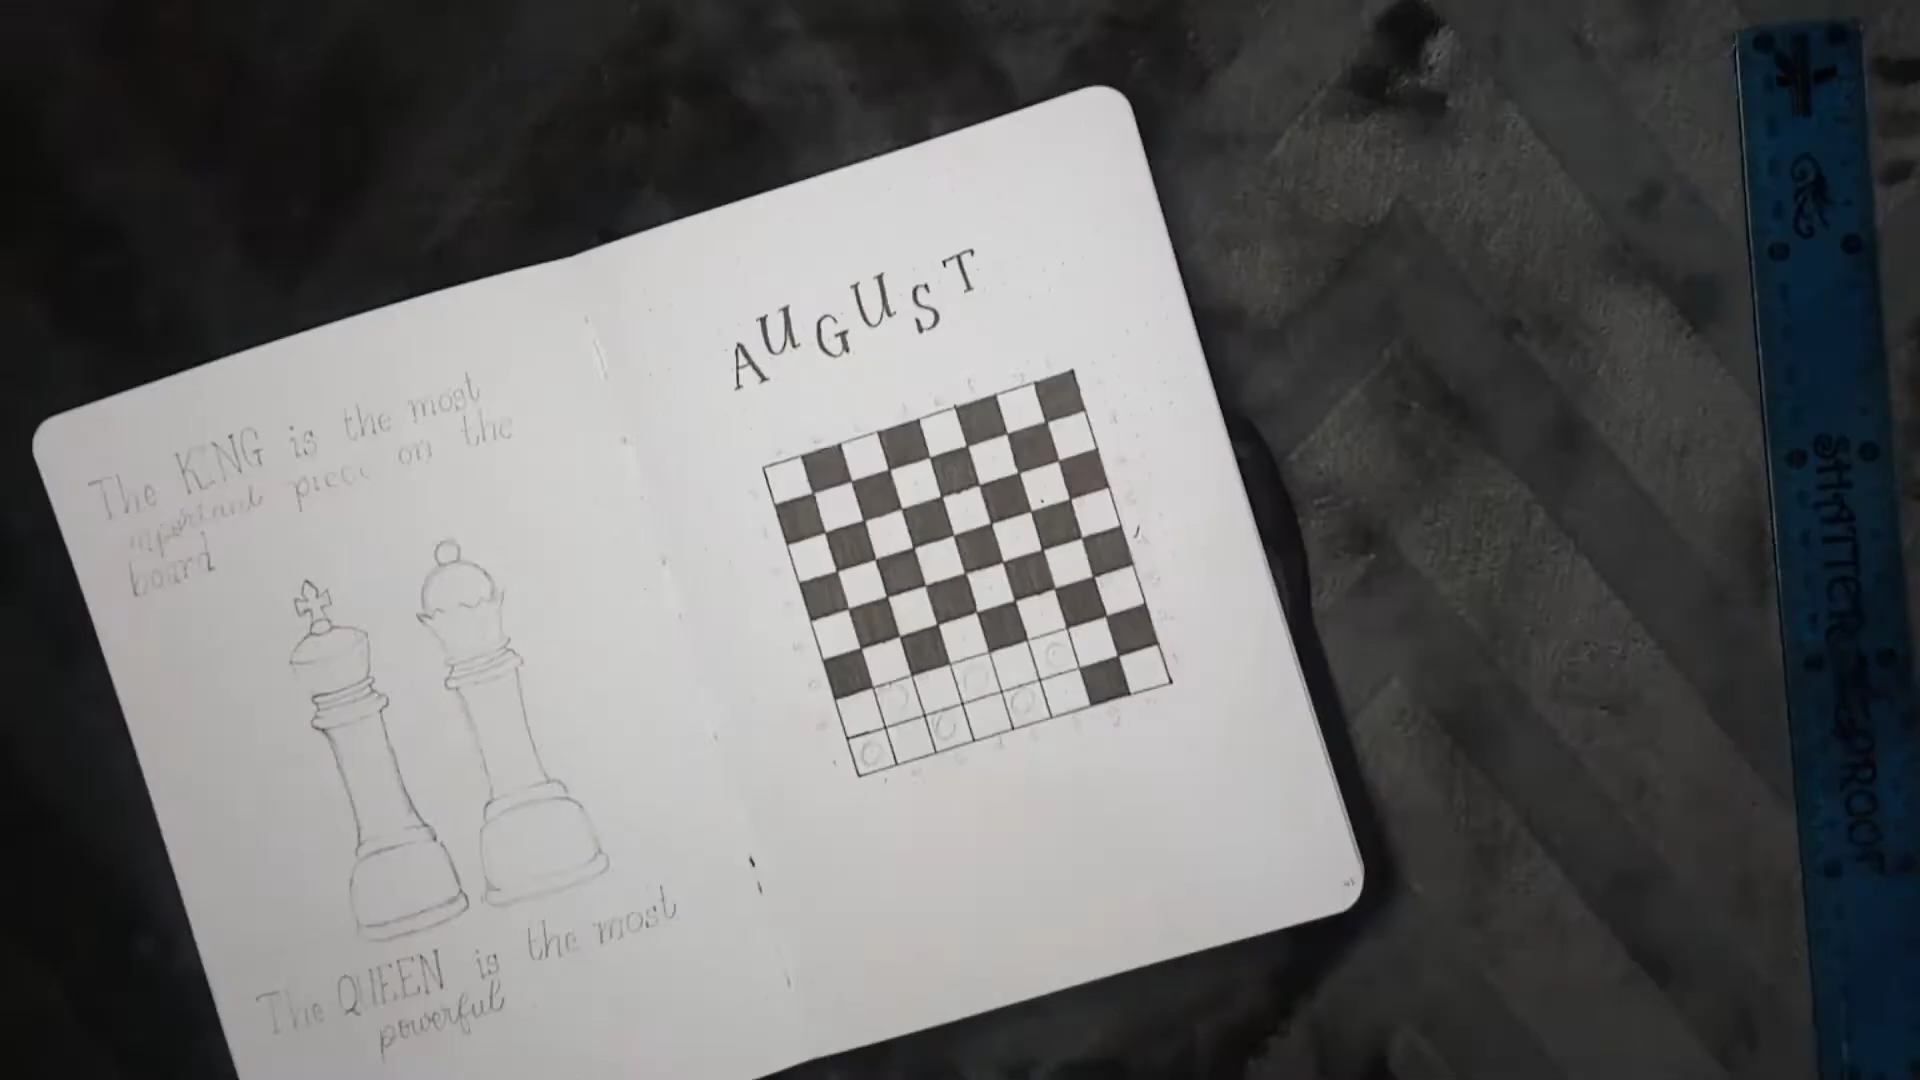 The KING is the most
important piece on the
board
The QUEEN is the most
powerful
AUGUST
SHATTERPROOF